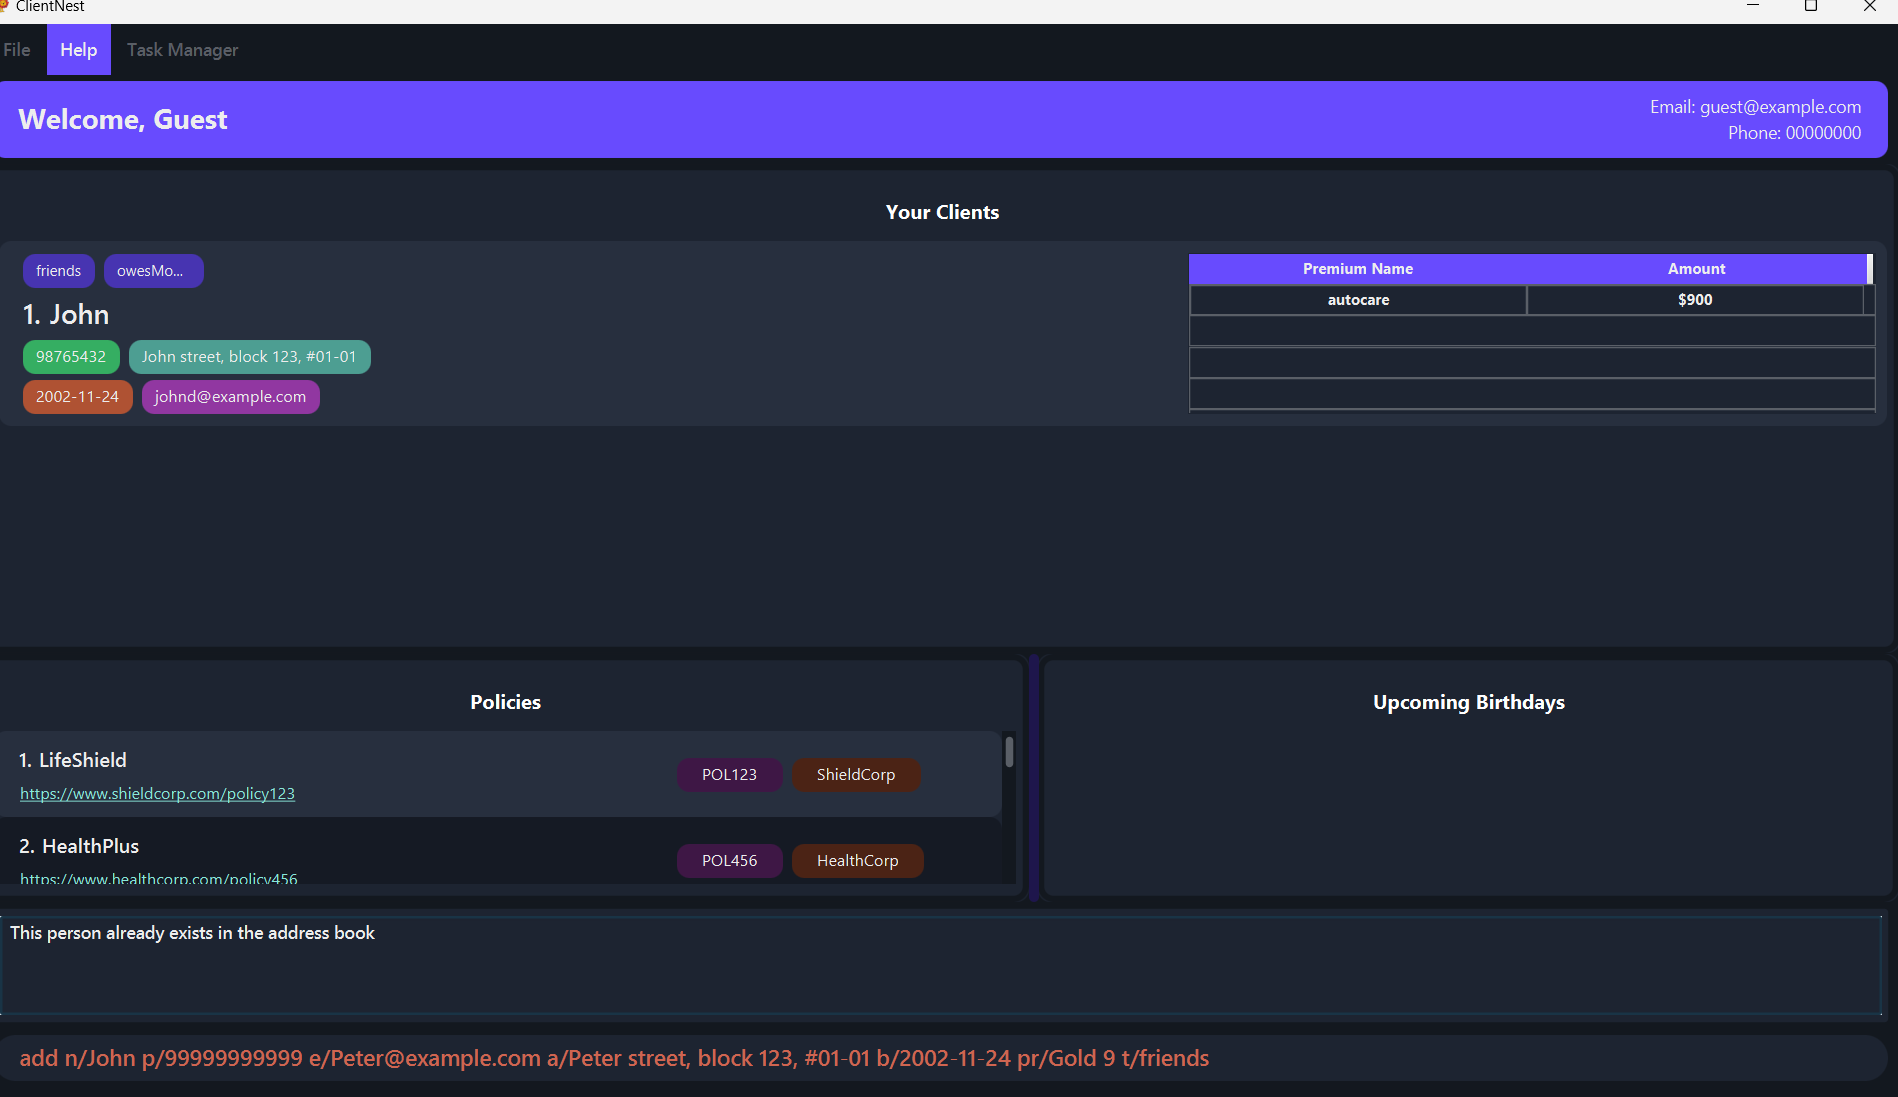 ClientNest
File Help Task Manager
Welcome, Guest
Email: guest@example.com
Phone: 00000000
Your Clients
friends owesMo...
1. John
98765432 John street, block 123, #01-01
2002-11-24 johnd@example.com
Premium Name Amount
autocare $900
Policies
1. LifeShield
https://www.shieldcorp.com/policy123
POL123 ShieldCorp
2. HealthPlus
https://www.healthcorp.com/policy456
POL456 HealthCorp
Upcoming Birthdays
This person already exists in the address book
add n/John p/99999999999 e/Peter@example.com a/Peter street, block 123, #01-01 b/2002-11-24 pr/Gold 9 t/friends